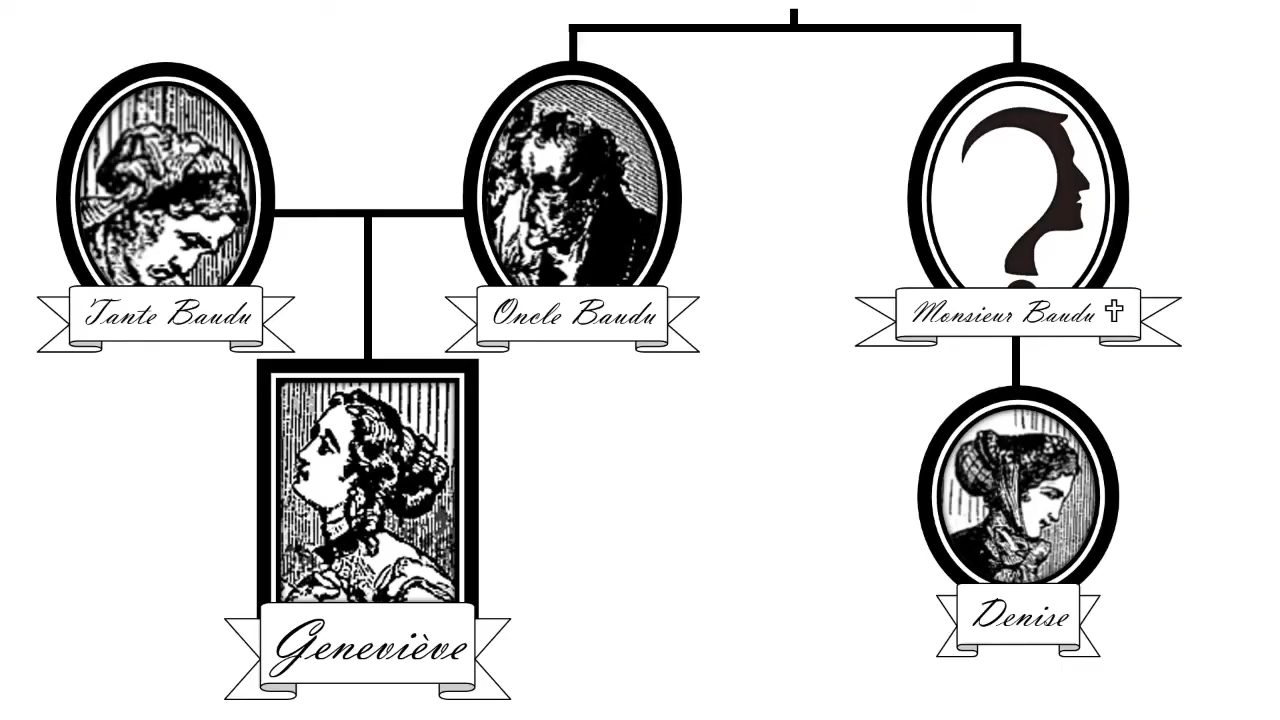 Tante Baudu
Oncle Baudu
Monsieur Baudu ✝
Geneviève
Denise